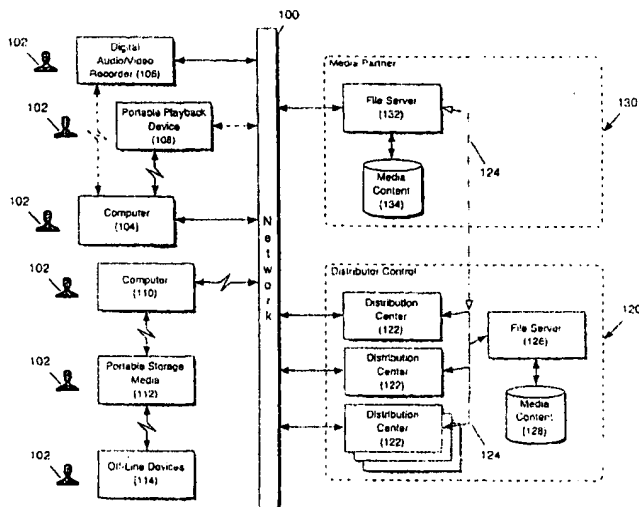 100
102
Digital
Audio/Video
Recorder (106)
102
Portable Playback
Device
(108)
102
Computer
(104)
102
Computer
(110)
102
Portable Storage
Media
(112)
102
Off-Line Devices
(114)
Network
Media Partner
File Server
(132)
Media
Content
(134)
130
124
Distributor Control
Distribution
Center
(122)
Distribution
Center
(122)
Distribution
Center
(122)
File Server
(126)
Media
Content
(128)
120
124